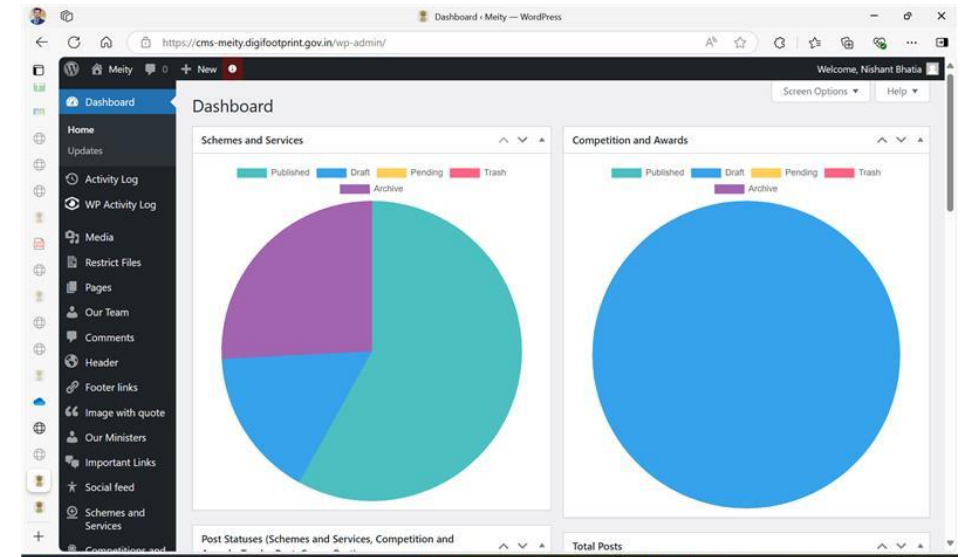 Dashboard ‹ Meity — WordPress
https://cms-meity.digifootprint.gov.in/wp-admin/
Meity 0 + New Welcome, Nishant Bhatia
Screen Options ▼ Help ▼
Dashboard
Dashboard
Home
Updates
Activity Log
WP Activity Log
Media
Restrict Files
Pages
Our Team
Comments
Header
Footer links
Image with quote
Our Ministers
Important Links
Social feed
Schemes and
Services
Competitions and
Schemes and Services
Published Draft Pending Trash
Archive
Competition and Awards
Published Draft Pending Trash
Archive
Post Statuses (Schemes and Services, Competition and
Total Posts